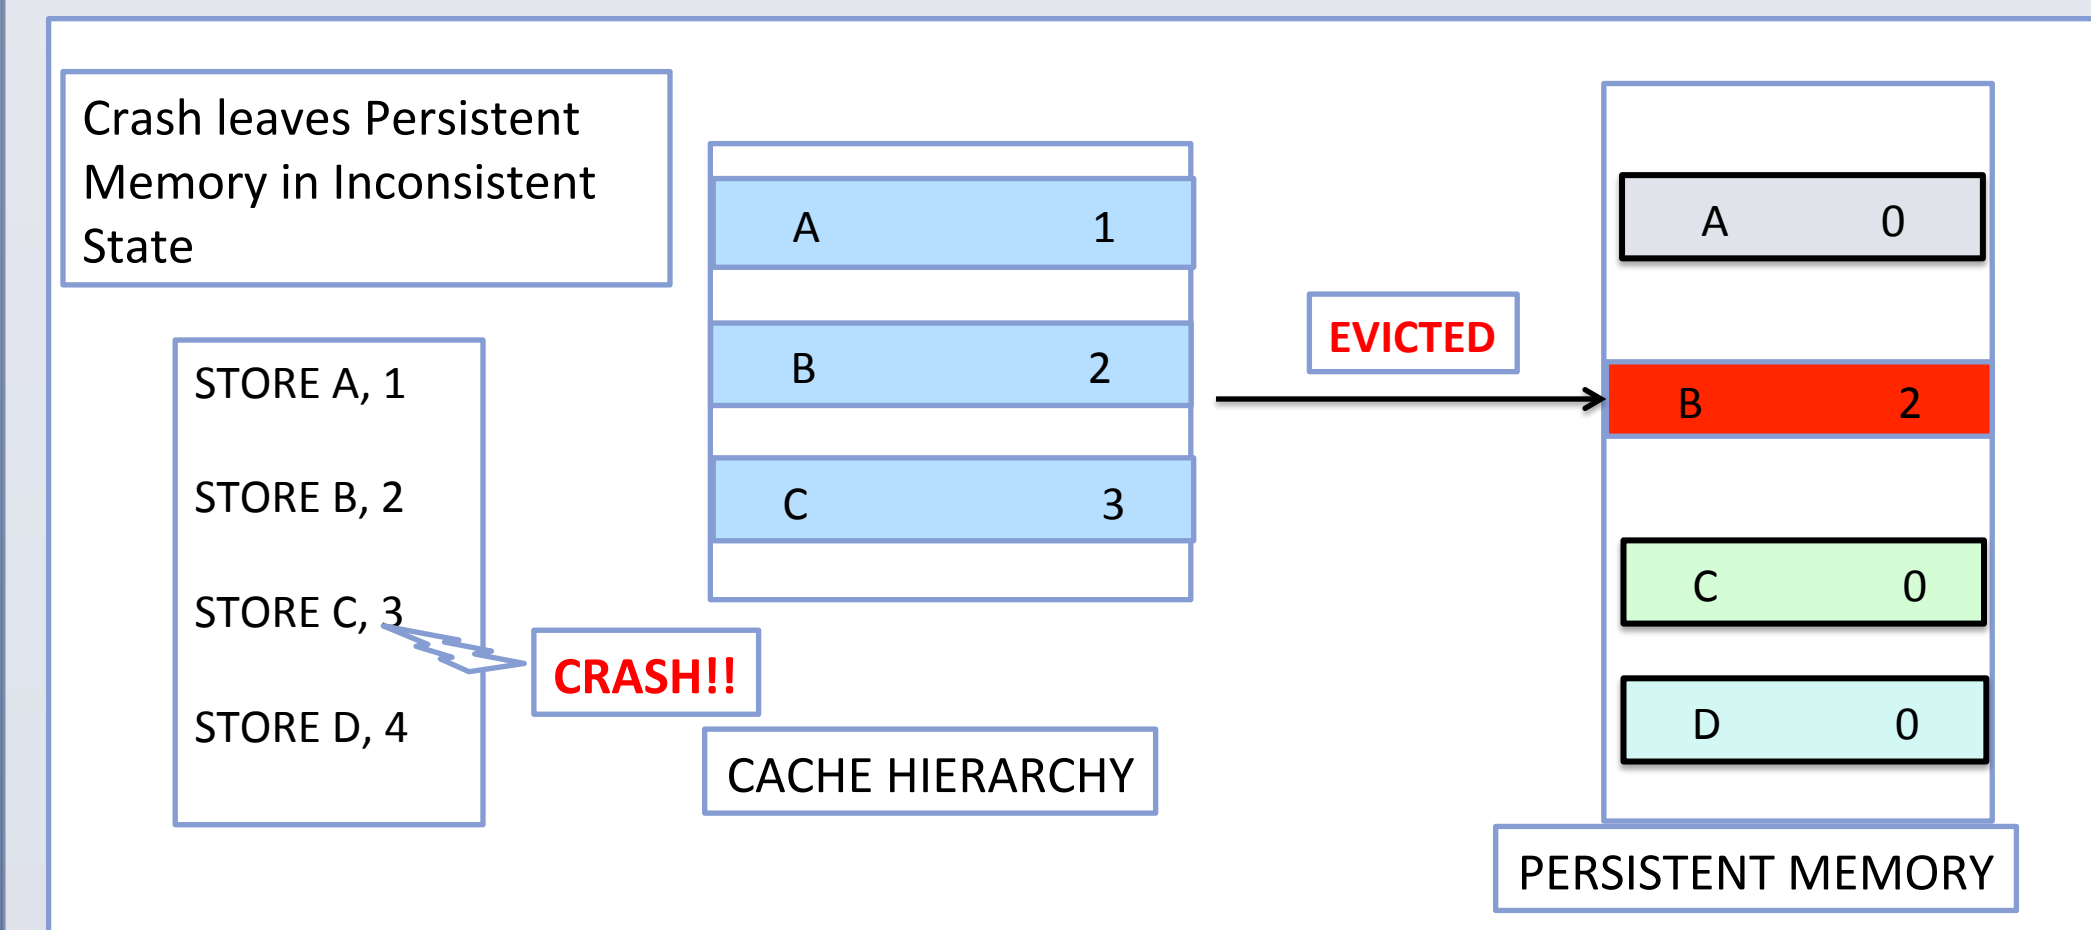 Crash leaves Persistent
Memory in Inconsistent
State
STORE A, 1
STORE B, 2
STORE C, 3
STORE D, 4
CRASH!!
A 1
B 2
C 3
CACHE HIERARCHY
EVICTED
A 0
B 2
C 0
D 0
PERSISTENT MEMORY